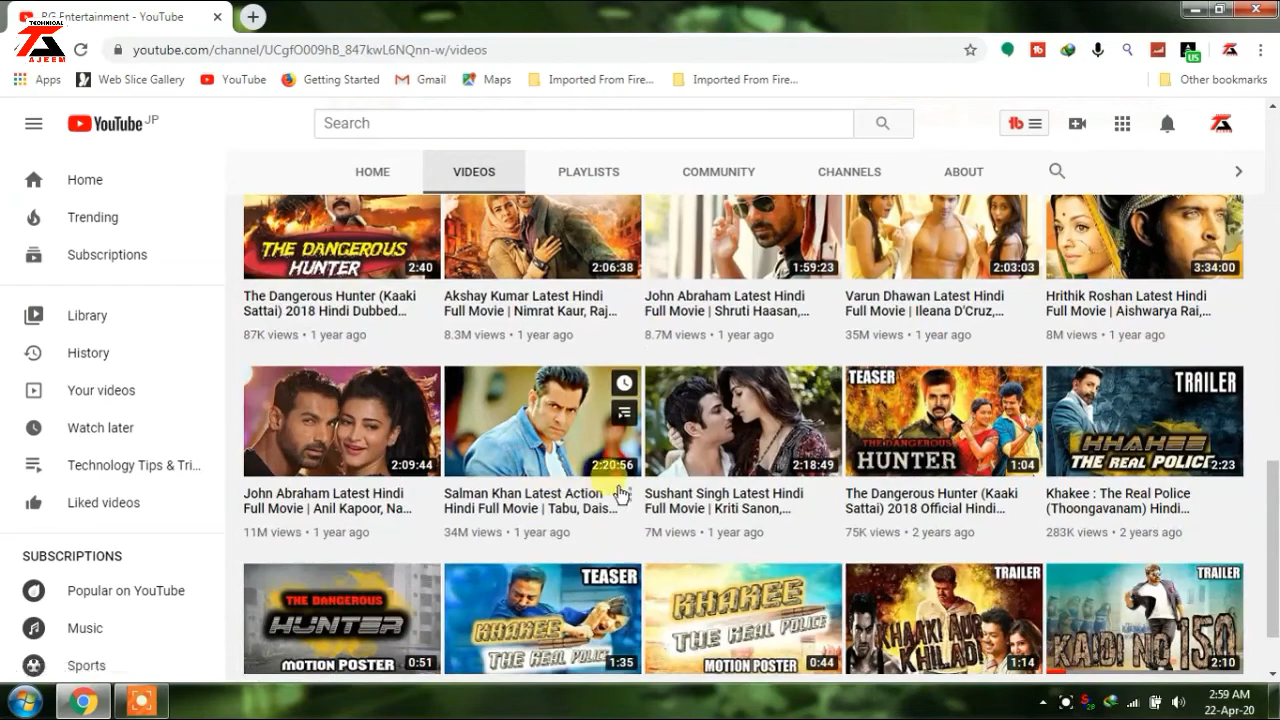 PG Entertainment - YouTube
TECHNICAL
AJEEM
youtube.com/channel/UCgfO009hB_847kwL6NQnn-w/videos
US
Apps Web Slice Gallery YouTube Getting Started Gmail Maps Imported From Fire... Imported From Fire... Other bookmarks
YouTube JP
Search
Home
Trending
Subscriptions
Library
History
Your videos
Watch later
Technology Tips & Tri...
Liked videos
SUBSCRIPTIONS
Popular on YouTube
Music
Sports
HOME VIDEOS PLAYLISTS COMMUNITY CHANNELS ABOUT
THE DANGEROUS
HUNTER
2:40
2:06:38
1:59:23
2:03:03
3:34:00
The Dangerous Hunter (Kaaki
Sattai) 2018 Hindi Dubbed...
87K views • 1 year ago
Akshay Kumar Latest Hindi
Full Movie | Nimrat Kaur, Raj...
8.3M views • 1 year ago
John Abraham Latest Hindi
Full Movie | Shruti Haasan,...
8.7M views • 1 year ago
Varun Dhawan Latest Hindi
Full Movie | Ileana D'Cruz,...
35M views • 1 year ago
Hrithik Roshan Latest Hindi
Full Movie | Aishwarya Rai,...
8M views • 1 year ago
2:09:44
2:20:56
2:18:49
TEASER
THE DANGEROUS
HUNTER
1:04
TRAILER
KHAKEE
THE REAL POLICE
2:23
John Abraham Latest Hindi
Full Movie | Anil Kapoor, Na...
11M views • 1 year ago
Salman Khan Latest Action
Hindi Full Movie | Tabu, Dais...
34M views • 1 year ago
Sushant Singh Latest Hindi
Full Movie | Kriti Sanon,...
7M views • 1 year ago
The Dangerous Hunter (Kaaki
Sattai) 2018 Official Hindi...
75K views • 2 years ago
Khakee : The Real Police
(Thoongavanam) Hindi...
283K views • 2 years ago
THE DANGEROUS
HUNTER
MOTION POSTER
0:51
TEASER
KHAKEE
THE REAL POLICE
1:35
KHAKEE
THE REAL POLICE
MOTION POSTER
0:44
TRAILER
KHAKI AUR
KHILADI
1:14
TRAILER
KAIDI NO 150
2:10
2:59 AM
22-Apr-20